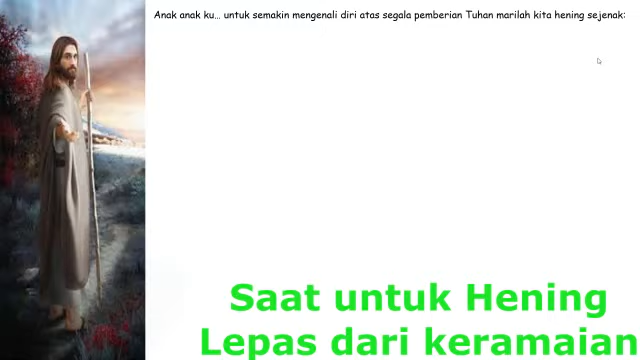 Anak anak ku... untuk semakin mengenali diri atas segala pemberian Tuhan marilah kita hening sejenak:
Saat untuk Hening
Lepas dari keramaian